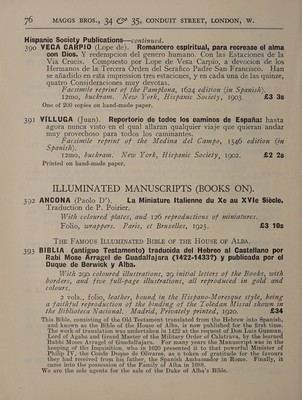 76 MAGGS BROS., 34 & 35, CONDUIT STREET, LONDON, W.
Hispanic Society Publications—continued.
390 VEGA CARPIO (Lope de). Romancero espiritual, para recrease el alma
con Dios. Y redempcion del genero humano. Con las Estaciones de la
Via Crucis. Compuesto por Lope de Vega Carpio, a devocion de los
Hermanos de la Tercera Orden del Serafico Padre San Francisco. Han
se añadido en esta impresión tres estaciones, y en cada una de las quinze,
quatro Consideraciones muy devotas.
Facsimile reprint of the Pamplona, 1624 edition (in Spanish).
12mo, buckram. New York, Hispanic Society, 1903. £3 3s
One of 200 copies on hand-made paper.
391 VILLUGA (Juan). Reportorio de todos los caminos de España: hasta
agora nunca visto en el qual allaran qualquier viaje que quieran andar
muy provechoso para todos los caminantes.
Facsimile reprint of the Medina del Campo, 1546 edition (in
Spanish).
12mo, buckram. New York, Hispanic Society, 1902. £2 2s
Printed on hand-made paper.
ILLUMINATED MANUSCRIPTS (BOOKS ON).
392 ANCONA (Paolo D'). La Miniature Italienne du Xe au XVIe Siècle.
Traduction de P. Poirier.
With coloured plates, and 126 reproductions of miniatures.
Folio, wrappers. Paris, et Bruxelles, 1925. £3 10s
THE FAMOUS ILLUMINATED BIBLE OF THE HOUSE OF ALBA.
393 BIBLIA (antiguo Testamento) traducida del Hebreo al Castellano por
Rabi Mose Arragel de Guadalfajara (1422-1433?) y publicada por el
Duque de Berwick y Alba.
With 290 coloured illustrations, 29 initial letters of the Books, with
borders, and five full-page illustrations, all reproduced in gold and
colours.
2 vols., folio, leather, bound in the Hispano-Moresque style, being
a faithful reproduction of the binding of the Toledan Missal shown in
the Biblioteca Nacional. Madrid, Privately printed, 1920. £34
This Bible, consisting of the Old Testament translated from the Hebrew into Spanish,
and known as the Bible of the House of Alba, is now published for the first time.
The work of translation was undertaken in 1422 at the request of Don Luis Guzman,
Lord of Agaba and Grand Master of the Military Order of Calatrava, by the learned
Rabbi Moses Arragel of Guadalfajara. For many years the Manuscript was in the
keeping of the Inquisition, who in 1620 presented it to that powerful Minister of
Philip IV, the Conde Duque of Olivares, as a token of gratitude for the favours
they had received from his father, the Spanish Ambassador in Rome. Finally, it
came into the possession of the Family of Alba in 1688.
We are the sole agents for the sale of the Duke of Alba's Bible.